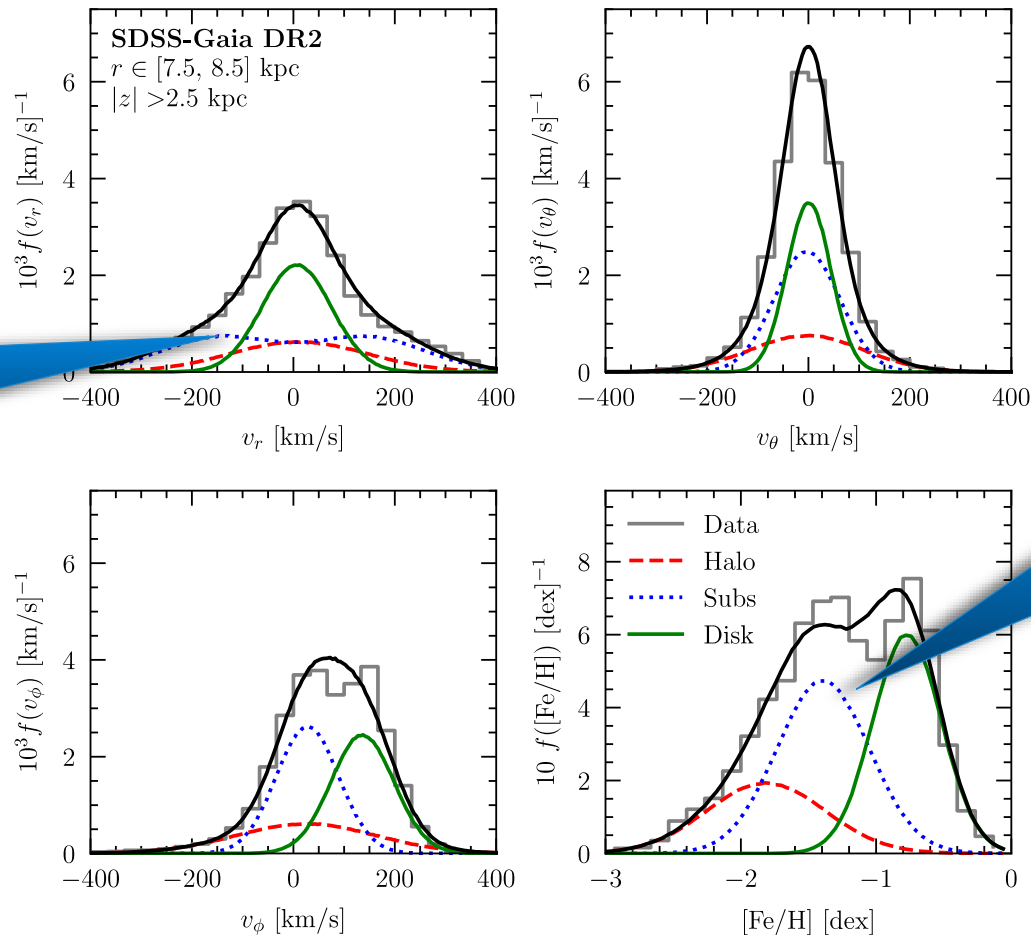 SDSS-Gaia DR2
r ∈ [7.5, 8.5] kpc
|z| >2.5 kpc
10³ f(v_r) [km/s]⁻¹
6
4
2
0
−400 −200 0 200 400
v_r [km/s]
10³ f(v_θ) [km/s]⁻¹
6
4
2
0
−400 −200 0 200 400
v_θ [km/s]
10³ f(v_ϕ) [km/s]⁻¹
6
4
2
0
−400 −200 0 200 400
v_ϕ [km/s]
10 f([Fe/H]) [dex]⁻¹
8
6
4
2
0
Data
Halo
Subs
Disk
−3 −2 −1 0
[Fe/H] [dex]